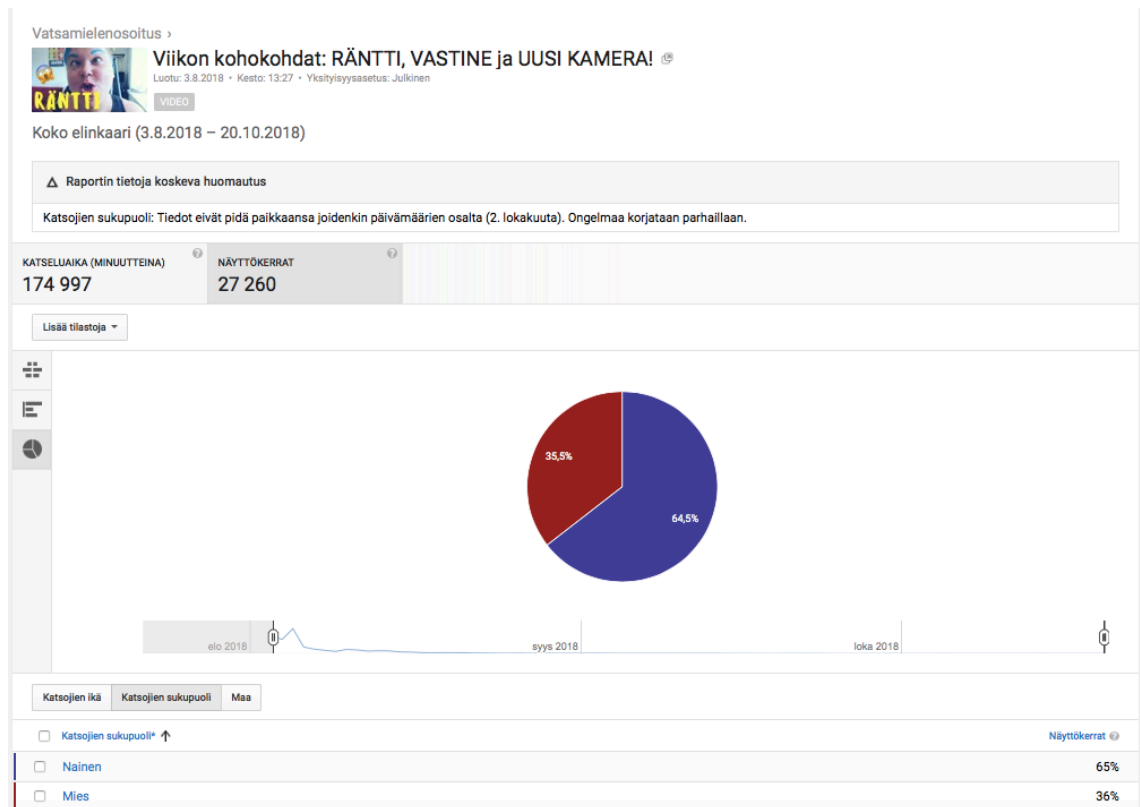 Vatsamielenosoitus ›
Viikon kohokohdat: RÄNTTI, VASTINE ja UUSI KAMERA!
Luotu: 3.8.2018 • Kesto: 13:27 • Yksityisyysasetus: Julkinen
RÄNTTI
VIDEO
Koko elinkaari (3.8.2018 – 20.10.2018)
Raportin tietoja koskeva huomautus
Katsojien sukupuoli: Tiedot eivät pidä paikkaansa joidenkin päivämäärien osalta (2. lokakuuta). Ongelmaa korjataan parhaillaan.
KATSELUAIKA (MINUUTTEINA) ?
174 997
NÄYTTÖKERRAT ?
27 260
Lisää tilastoja
35,5%
64,5%
elo 2018
syys 2018
loka 2018
Katsojien ikä Katsojien sukupuoli Maa
Katsojien sukupuoli* ↑ Näyttökerrat ?
Nainen 65%
Mies 36%